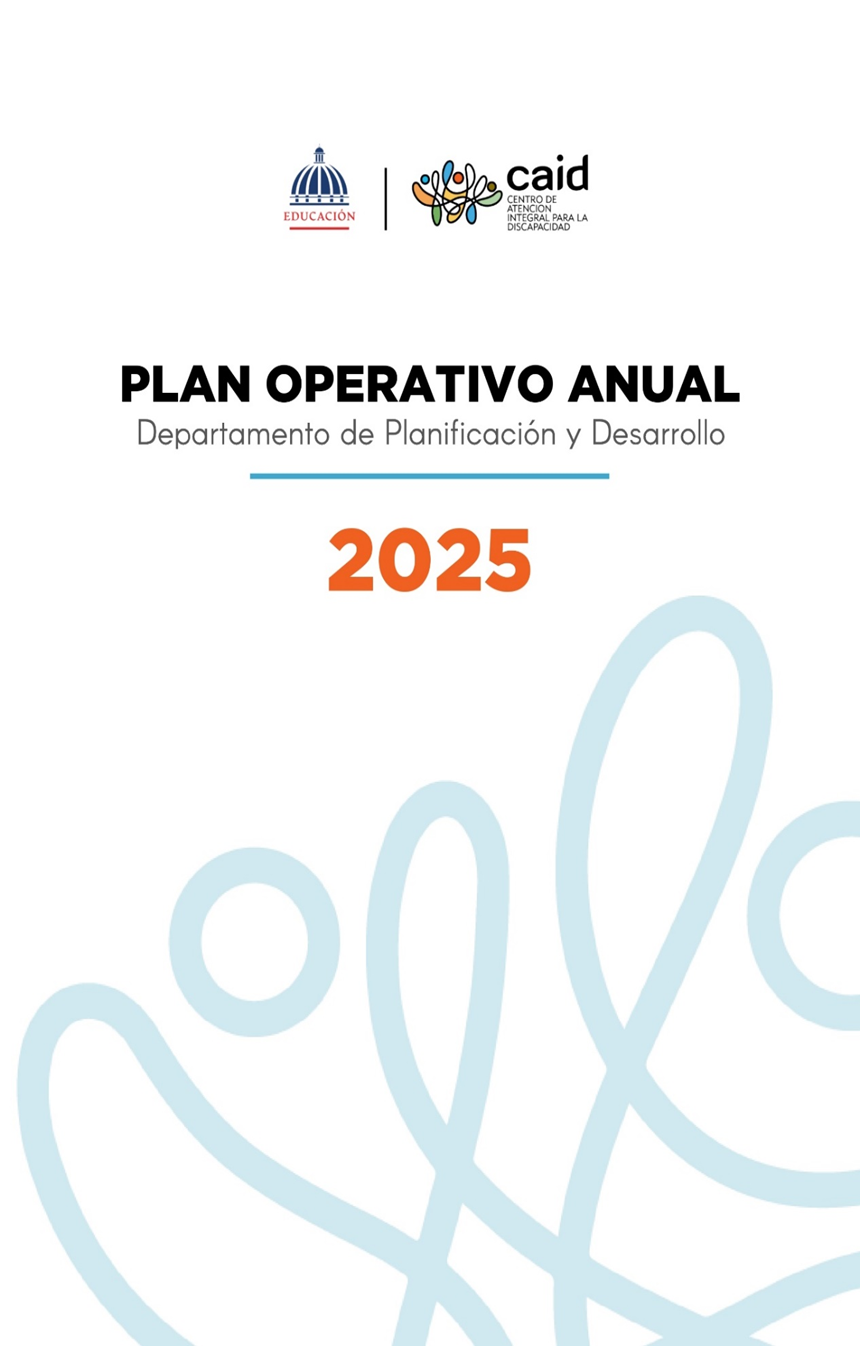 EDUCACIÓN
caid
CENTRO DE
ATENCION
INTEGRAL PARA LA
DISCAPACIDAD
PLAN OPERATIVO ANUAL
Departamento de Planificación y Desarrollo
2025